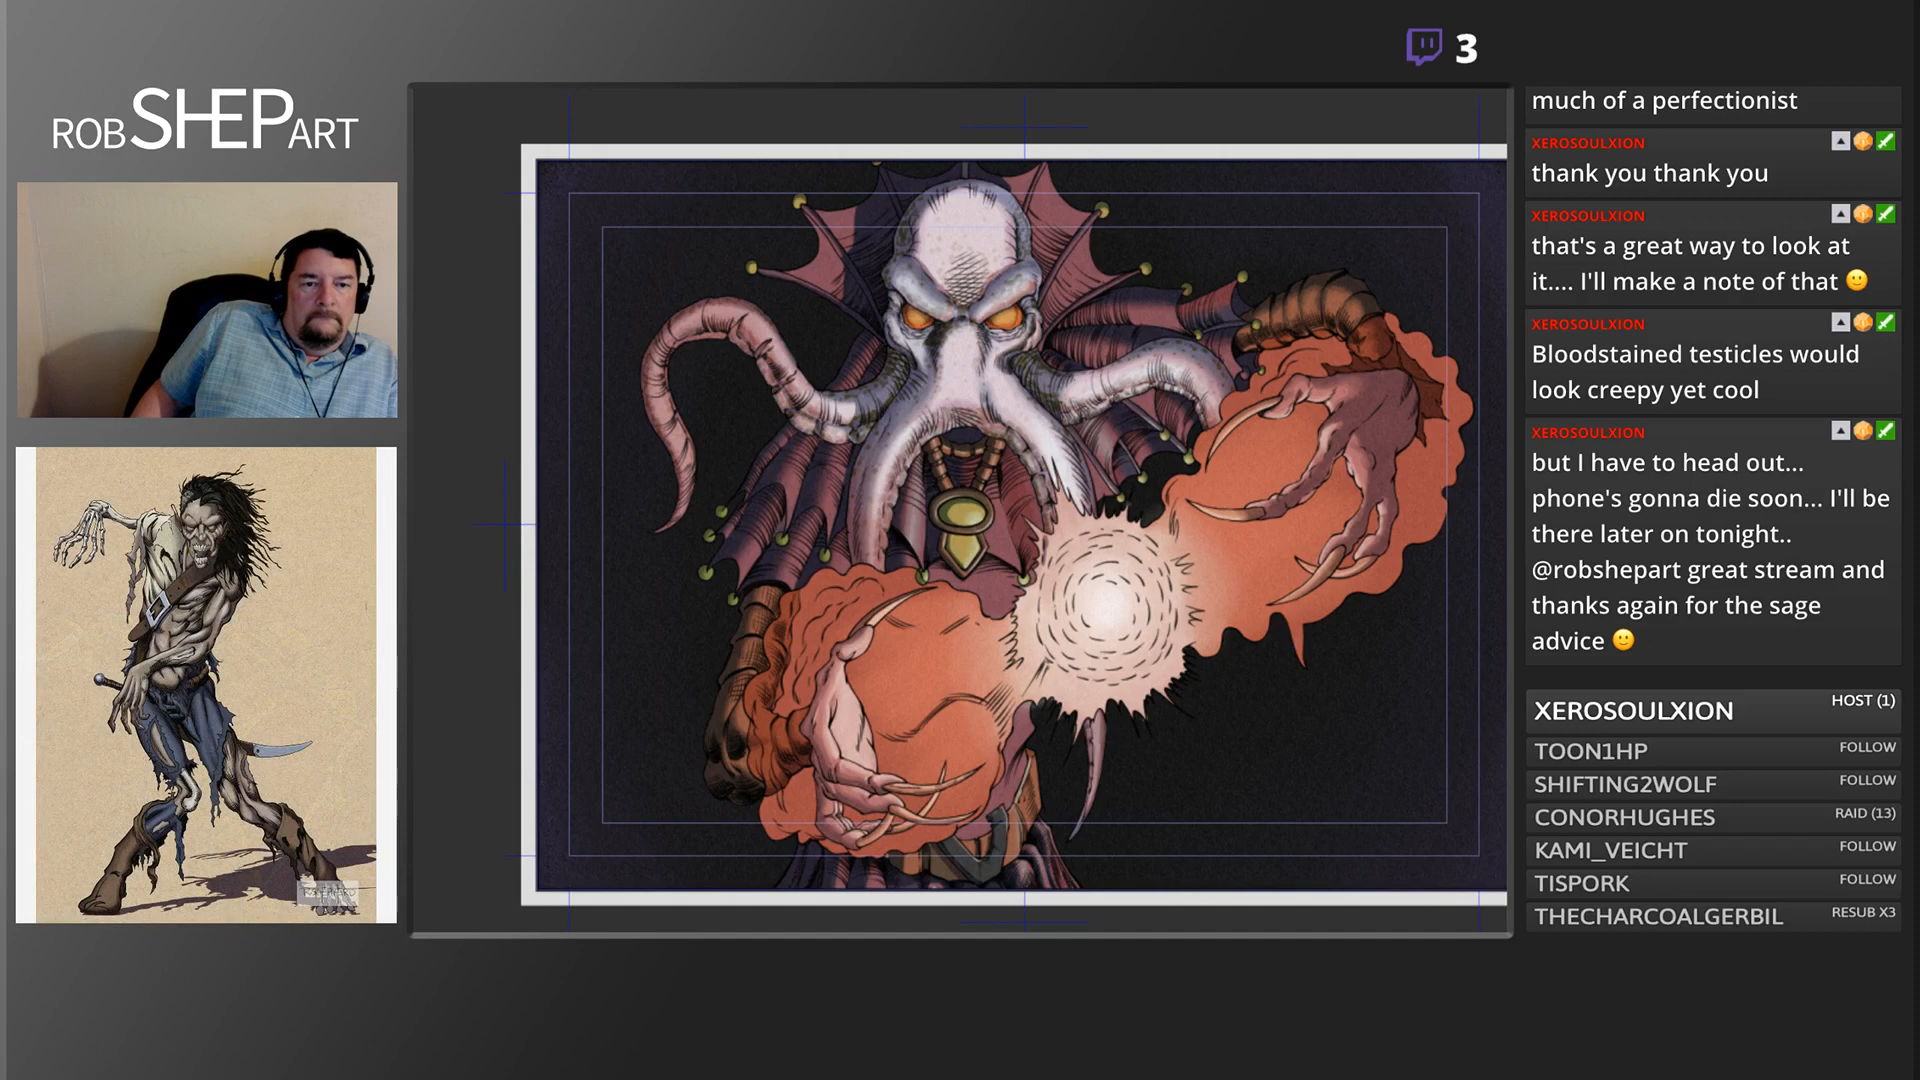 3
ROB SHEP ART
much of a perfectionist
XEROSOULXION
thank you thank you
XEROSOULXION
that's a great way to look at
it.... I'll make a note of that
XEROSOULXION
Bloodstained testicles would
look creepy yet cool
XEROSOULXION
but I have to head out...
phone's gonna die soon... I'll be
there later on tonight..
@robshepart great stream and
thanks again for the sage
advice
XEROSOULXION HOST (1)
TOON1HP FOLLOW
SHIFTING2WOLF FOLLOW
CONORHUGHES RAID (13)
KAMI_VEICHT FOLLOW
TISPORK FOLLOW
THECHARCOALGERBIL RESUB X3